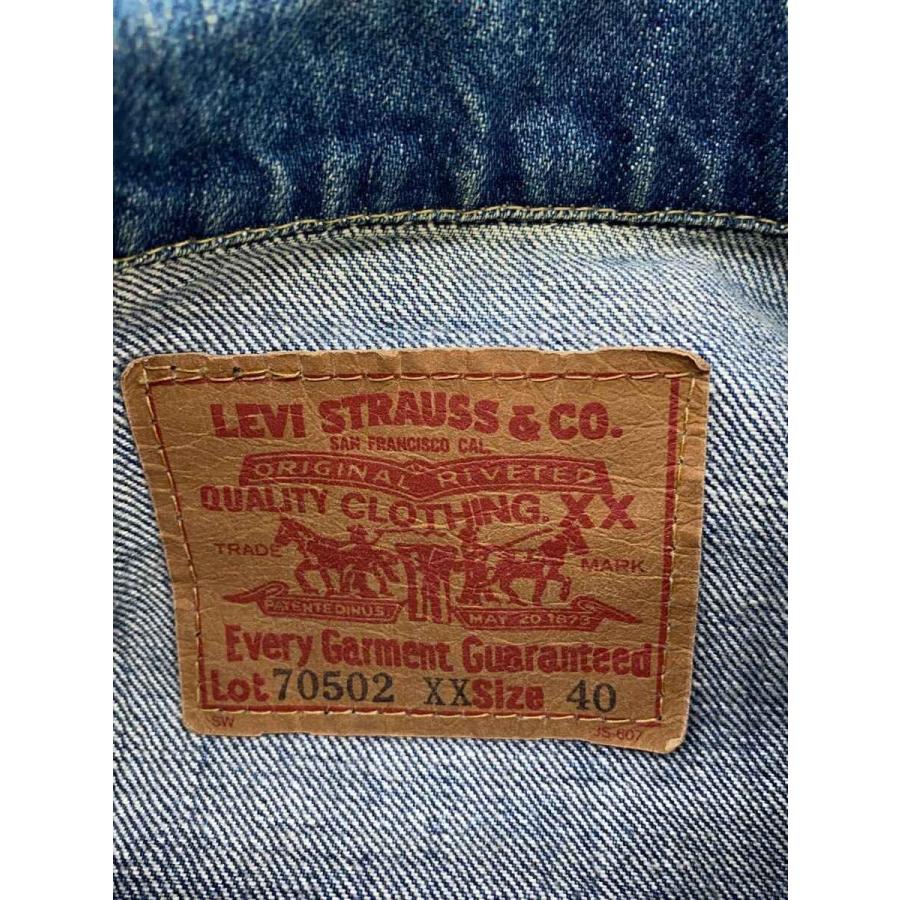 LEVI STRAUSS & CO.
SAN FRANCISCO CAL.
ORIGINAL RIVETED
QUALITY CLOTHING. XX
TRADE MARK
PATENTED IN U.S. MAY 20.1873
Every Garment Guaranteed
Lot 70502 XX Size 40
SW JS-607